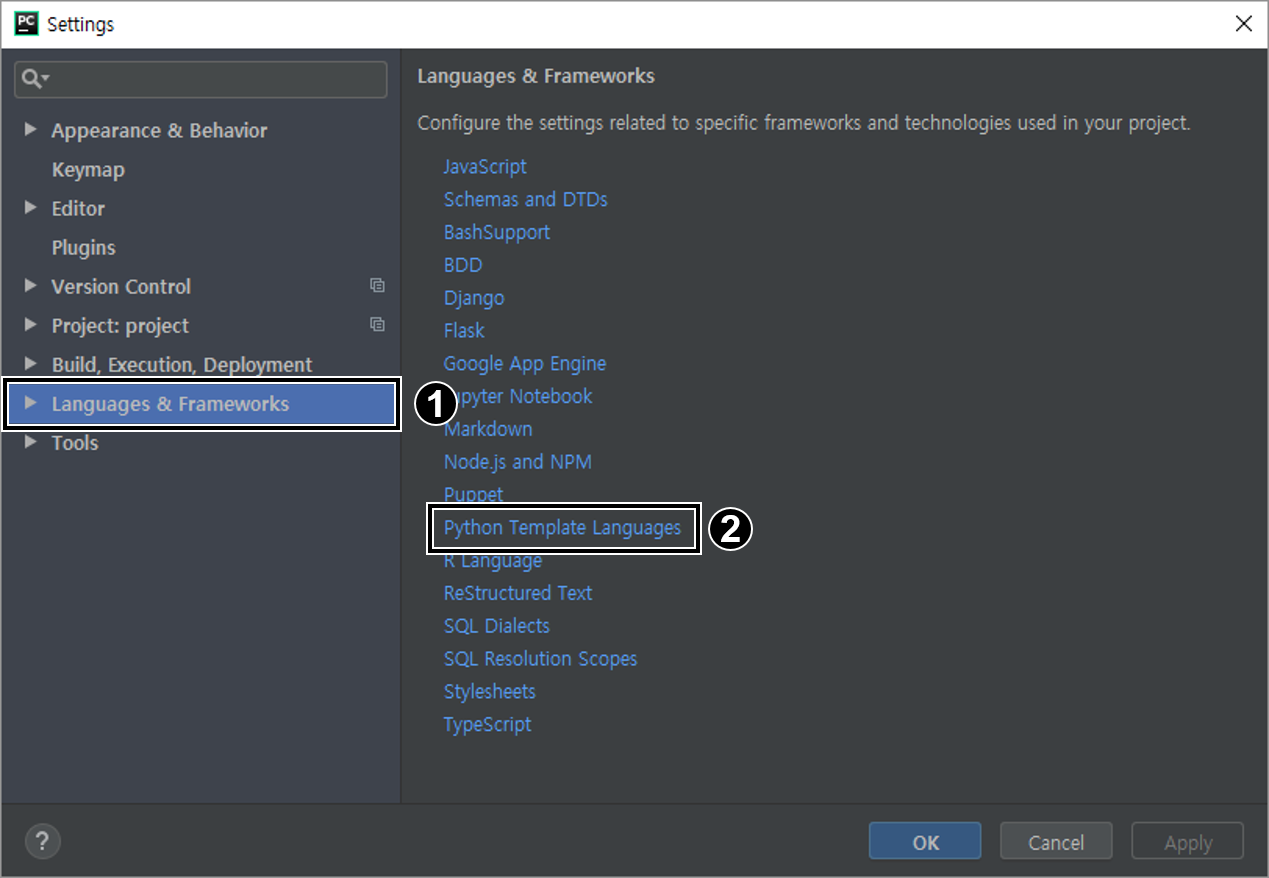 PC
Settings
Appearance & Behavior
Keymap
Editor
Plugins
Version Control
Project: project
Build, Execution, Deployment
Languages & Frameworks
Tools
1
Languages & Frameworks
Configure the settings related to specific frameworks and technologies used in your project.
JavaScript
Schemas and DTDs
BashSupport
BDD
Django
Flask
Google App Engine
pyter Notebook
Markdown
Node.js and NPM
Puppet
Python Template Languages
2
R Language
ReStructured Text
SQL Dialects
SQL Resolution Scopes
Stylesheets
TypeScript
?
OK
Cancel
Apply